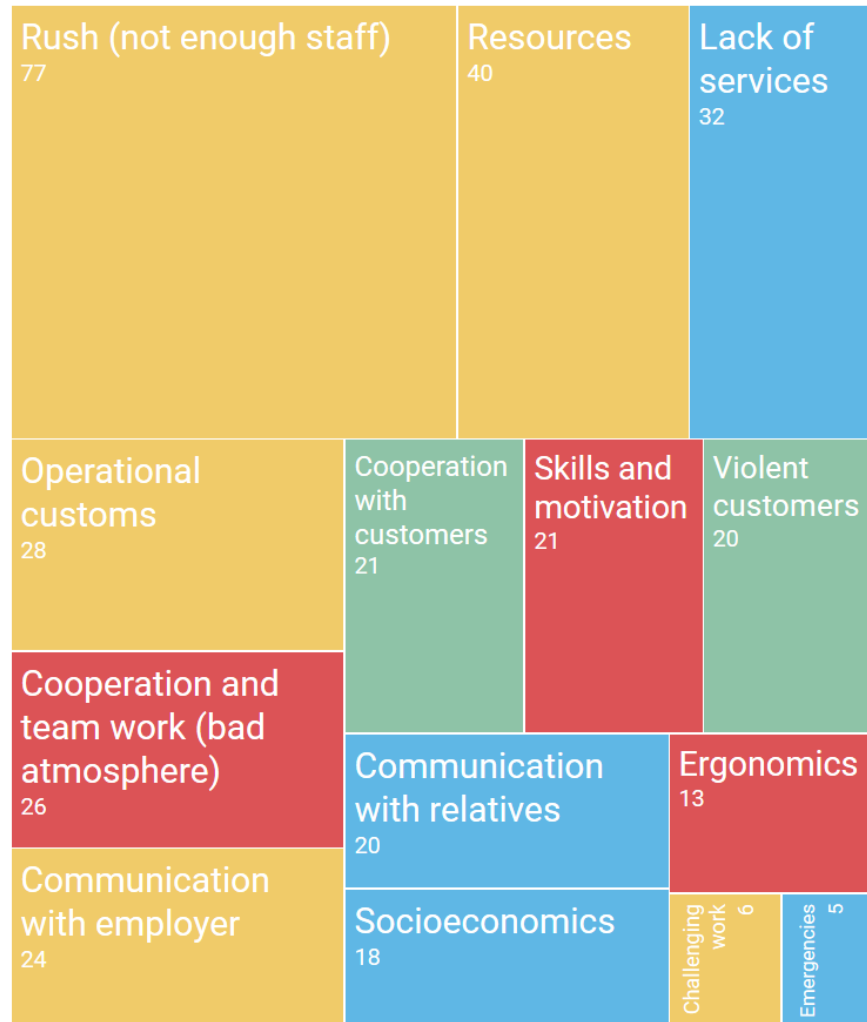 Rush (not enough staff)
77
Resources
40
Lack of
services
32
Operational
customs
28
Cooperation
with
customers
21
Skills and
motivation
21
Violent
customers
20
Cooperation and
team work (bad
atmosphere)
26
Communication
with relatives
20
Ergonomics
13
Communication
with employer
24
Socioeconomics
18
Challenging
work
6
Emergencies
5